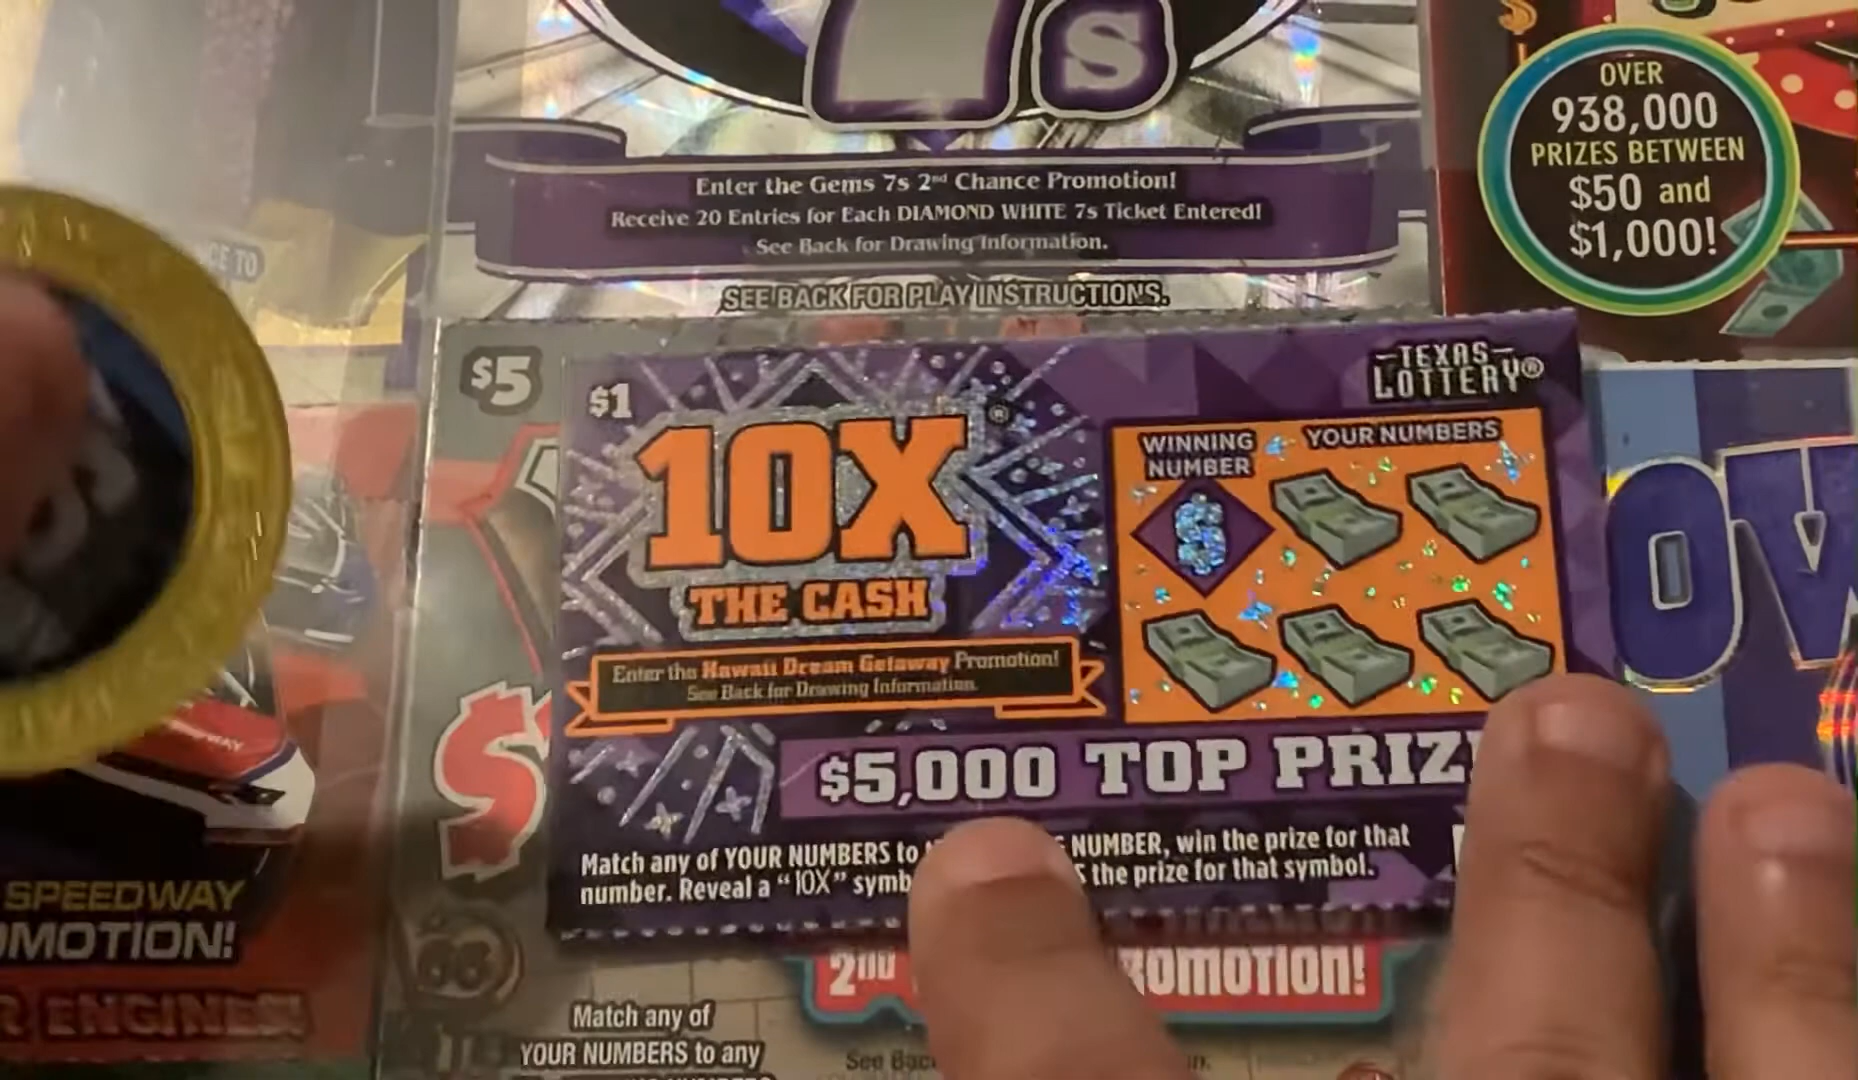 7s
Enter the Gems 7s 2nd Chance Promotion!
Receive 20 Entries for Each DIAMOND WHITE 7s Ticket Entered!
See Back for Drawing Information.
SEE BACK FOR PLAY INSTRUCTIONS.
OVER
938,000
PRIZES BETWEEN
$50 and
$1,000!
CE TO
$5
$1
10X®
THE CASH
Enter the Hawaii Dream Getaway Promotion!
See Back for Drawing Information.
TEXAS
LOTTERY®
WINNING
NUMBER
YOUR NUMBERS
$
$5,000 TOP PRIZ
Match any of YOUR NUMBERS to NUMBER, win the prize for that
number. Reveal a "10X" symb the prize for that symbol.
OW
$
SPEEDWAY
OMOTION!
R ENGINES!
2ND ROMOTION!
Match any of
YOUR NUMBERS to any
See Bac